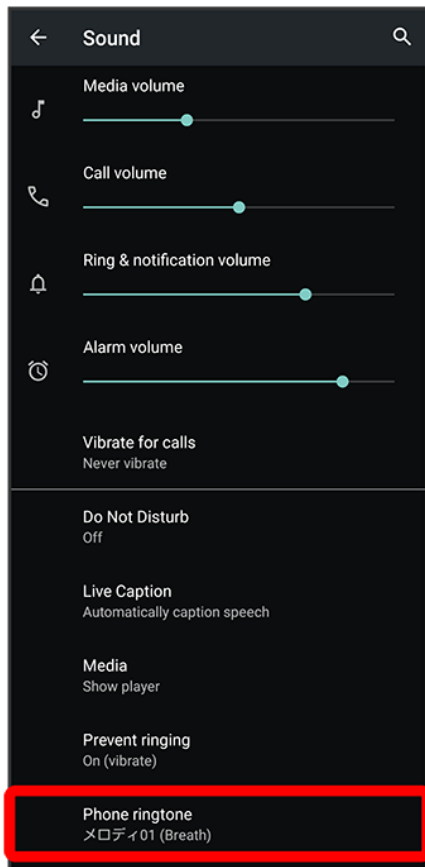 Sound
Media volume
Call volume
Ring & notification volume
Alarm volume
Vibrate for calls
Never vibrate
Do Not Disturb
Off
Live Caption
Automatically caption speech
Media
Show player
Prevent ringing
On (vibrate)
Phone ringtone
メロディ01 (Breath)